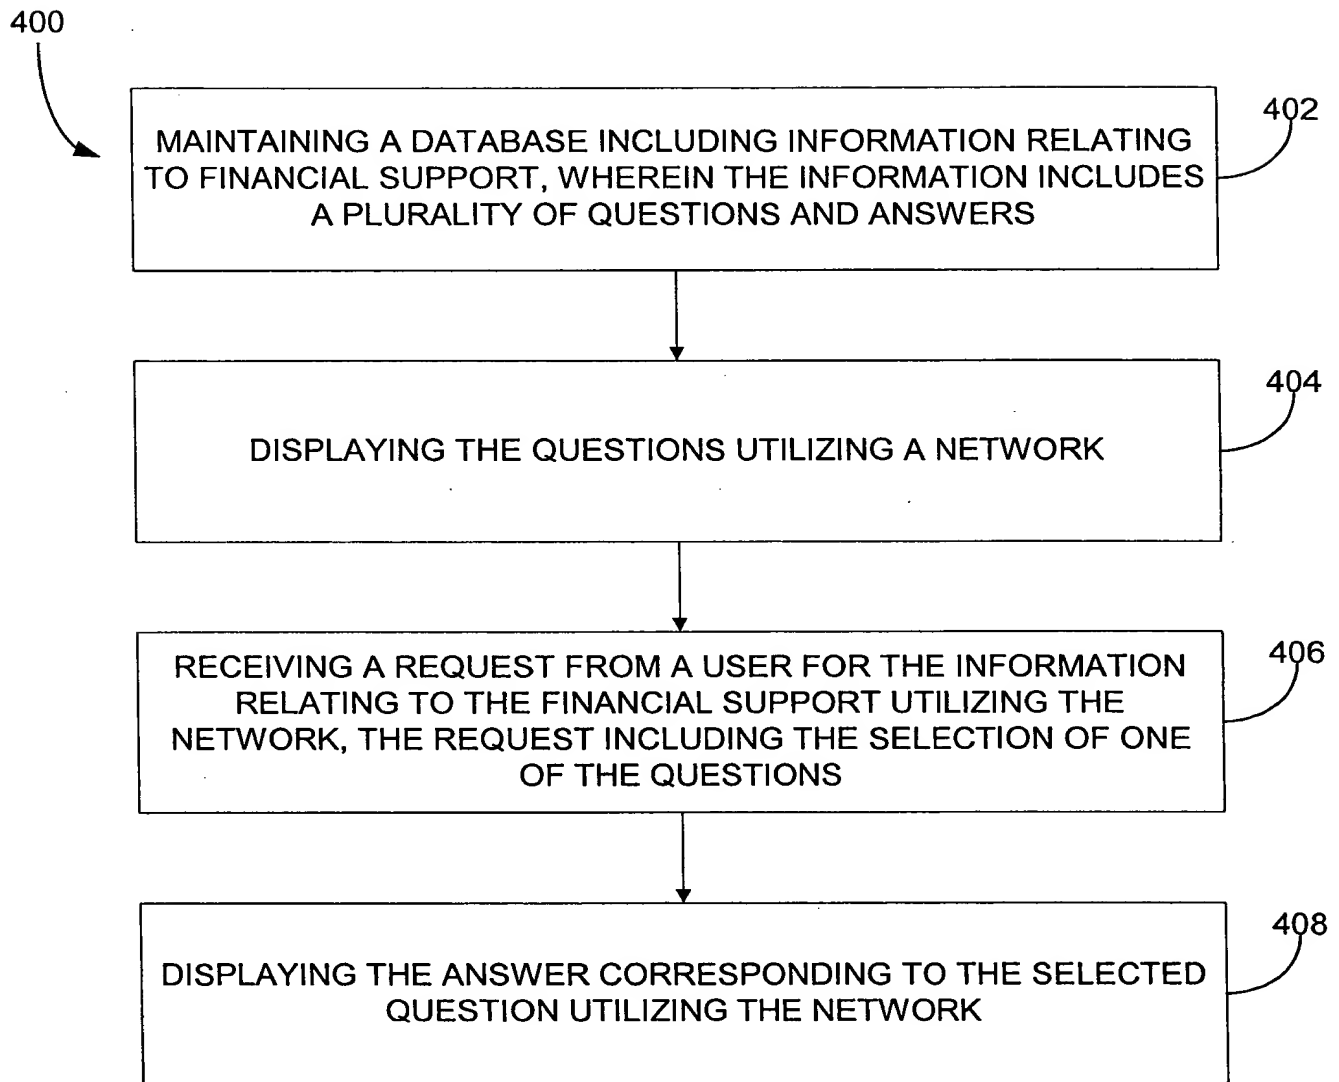 400
402
MAINTAINING A DATABASE INCLUDING INFORMATION RELATING
TO FINANCIAL SUPPORT, WHEREIN THE INFORMATION INCLUDES
A PLURALITY OF QUESTIONS AND ANSWERS
404
DISPLAYING THE QUESTIONS UTILIZING A NETWORK
406
RECEIVING A REQUEST FROM A USER FOR THE INFORMATION
RELATING TO THE FINANCIAL SUPPORT UTILIZING THE
NETWORK, THE REQUEST INCLUDING THE SELECTION OF ONE
OF THE QUESTIONS
408
DISPLAYING THE ANSWER CORRESPONDING TO THE SELECTED
QUESTION UTILIZING THE NETWORK